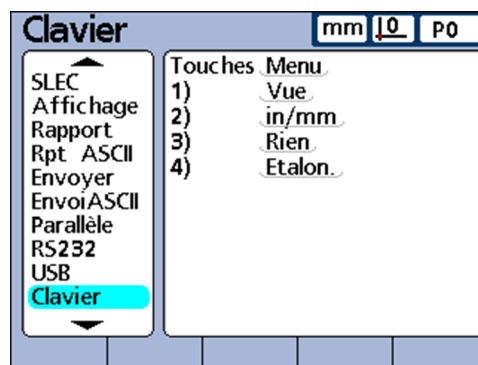 Clavier
mm 0 P0
SLEC
Affichage
Rapport
Rpt ASCII
Envoyer
EnvoiASCII
Parallèle
RS232
USB
Clavier
Touches Menu
1) Vue
2) in/mm
3) Rien
4) Etalon.